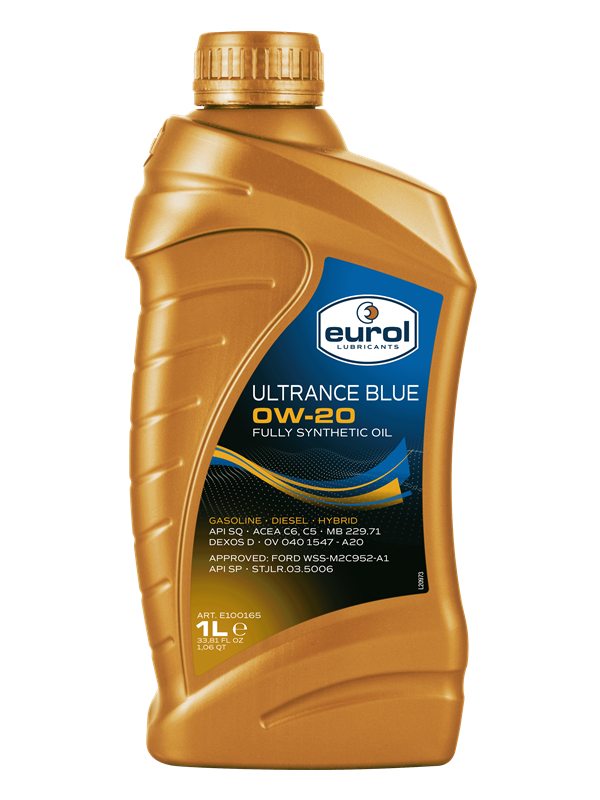 eurol
LUBRICANTS
ULTRANCE BLUE
0W-20
FULLY SYNTHETIC OIL
GASOLINE · DIESEL · HYBRID
API SQ · ACEA C6, C5 · MB 229.71
DEXOS D · OV 040 1547 - A20
APPROVED: FORD WSS-M2C952-A1
API SP · STJLR.03.5006
L20973
ART. E100165
1L e
33,81 FL OZ
1,06 QT